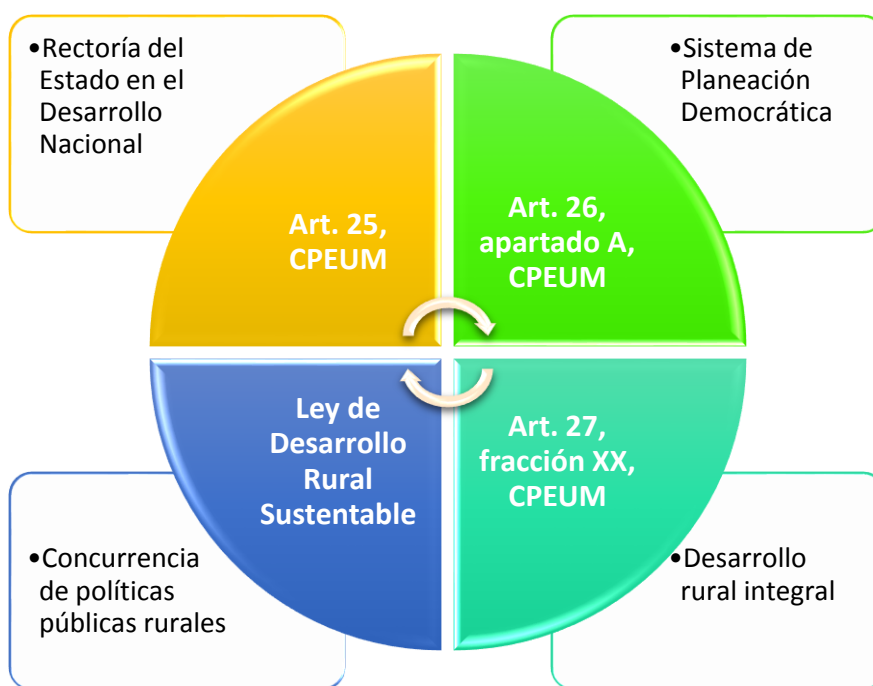 •Rectoría del
Estado en el
Desarrollo
Nacional
•Sistema de
Planeación
Democrática
Art. 25,
CPEUM
Art. 26,
apartado A,
CPEUM
Ley de
Desarrollo
Rural
Sustentable
Art. 27,
fracción XX,
CPEUM
•Concurrencia
de políticas
públicas rurales
•Desarrollo
rural integral